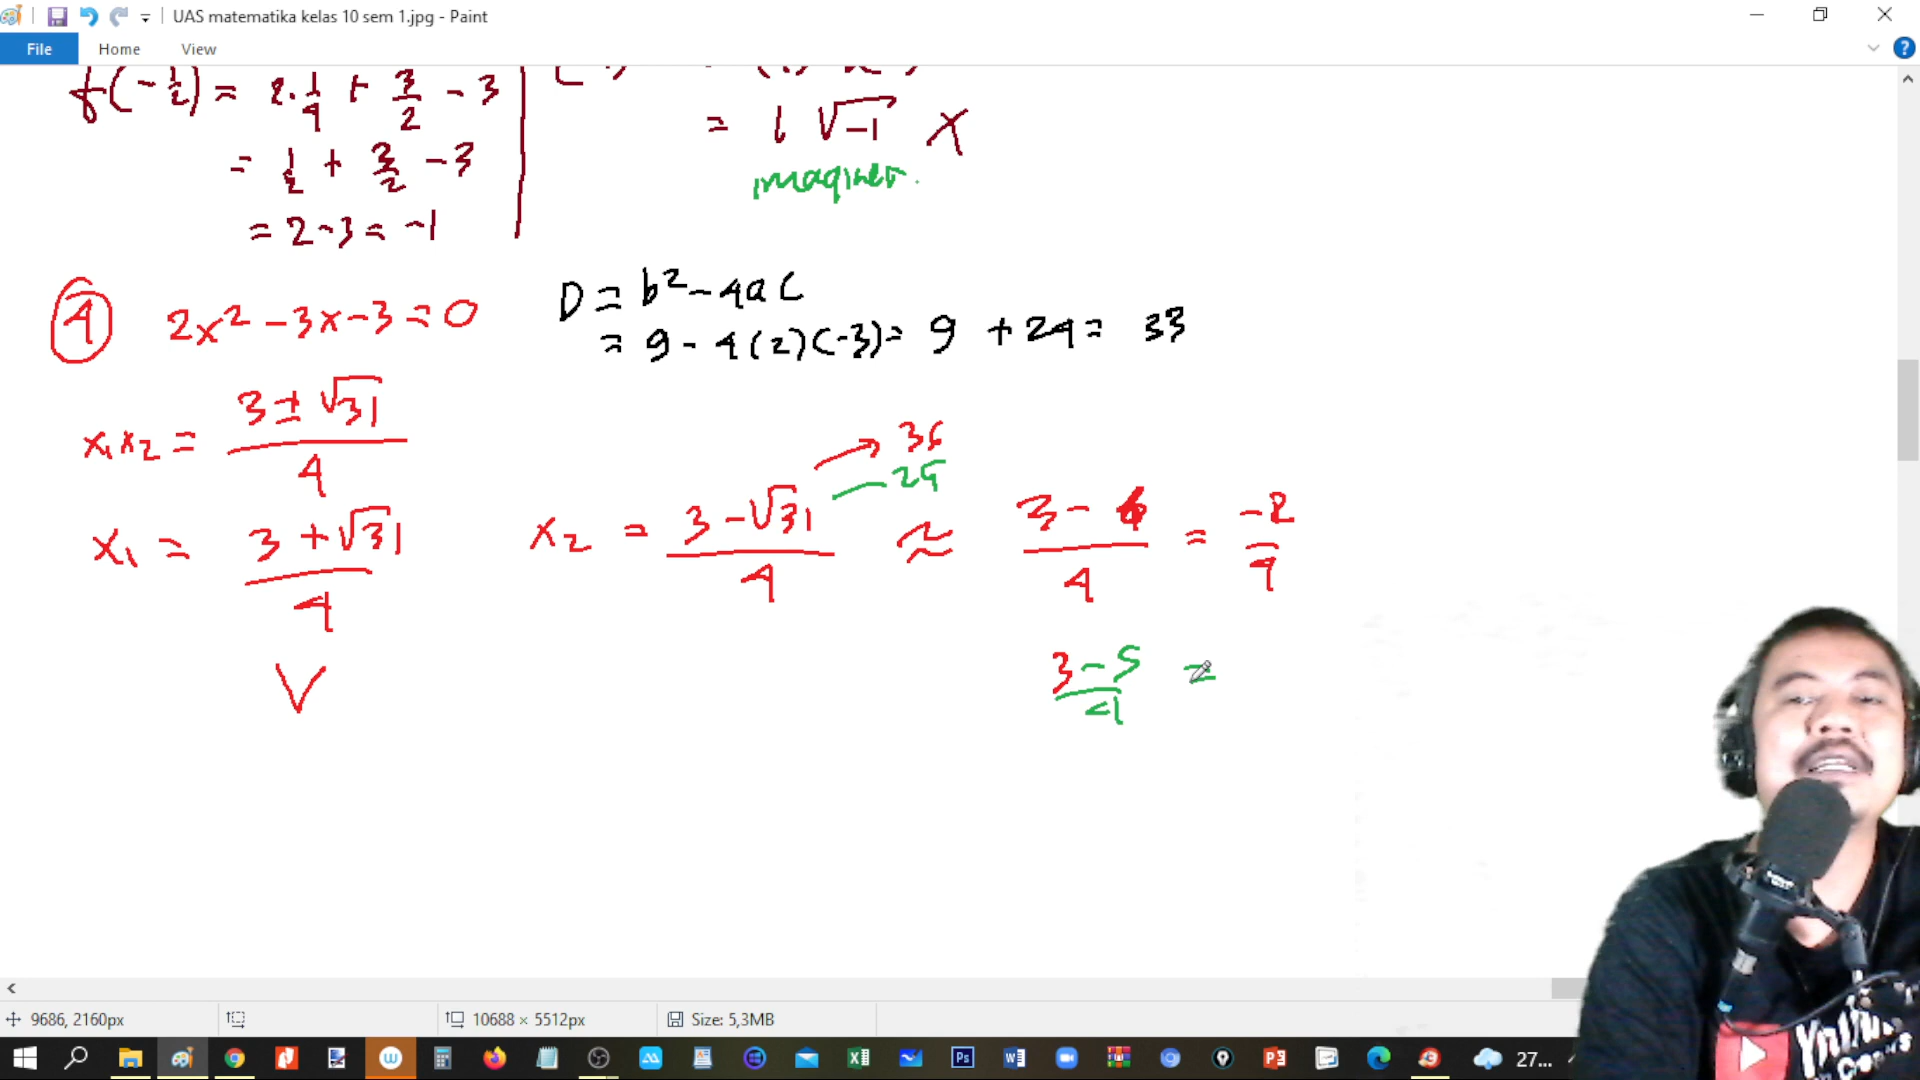 UAS matematika kelas 10 sem 1.jpg - Paint
File Home View
f(-1/2) = 2.1/4 + 3/2 - 3
= 1/2 + 3/2 - 3
= 2-3 = -1
= 1 √-1 X
imaginer.
4 2x² - 3x - 3 = 0
D = b² - 4ac
= 9 - 4(2)(-3) = 9 + 24 = 33
x₁x₂ = 3 ± √31 / 4
x₁ = 3 + √31 / 4
V
x₂ = 3 - √31 / 4 ≈ 3 - 6 / 4 = -2/4
36
25
3 - 5 / 4 =
9686, 2160px
10688 × 5512px
Size: 5,3MB
27...